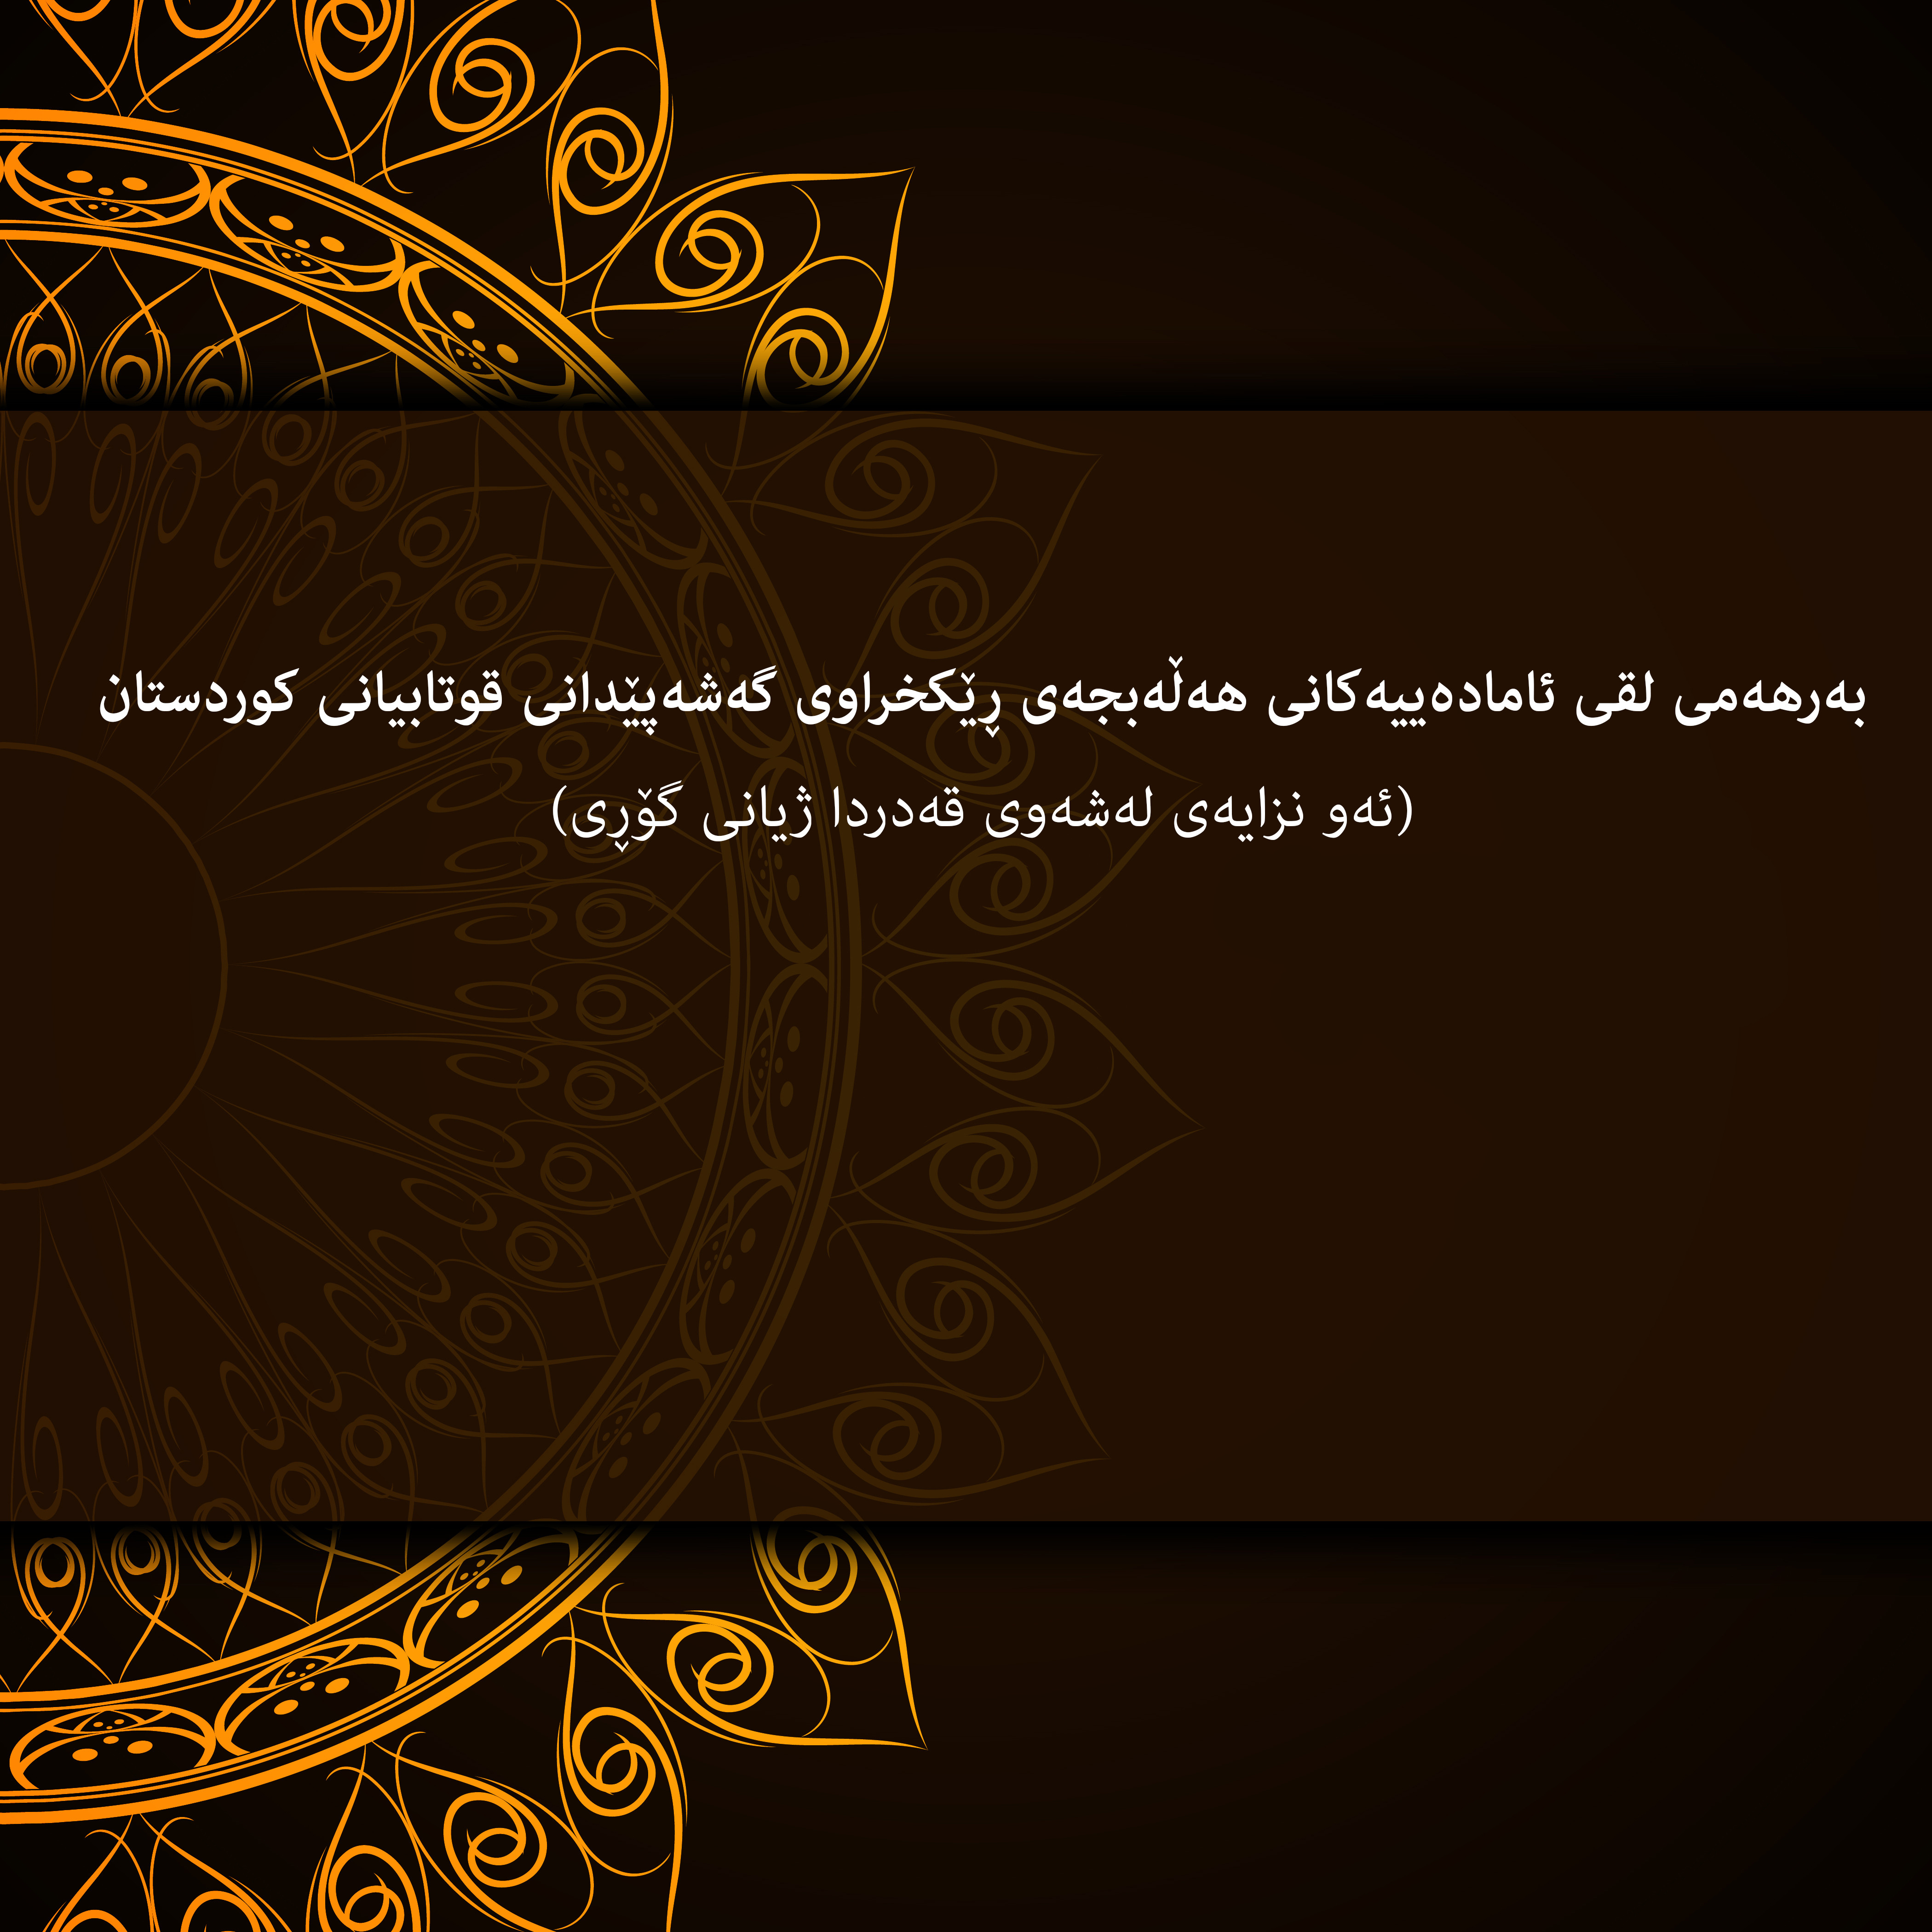 بەرهەمی لقی ئامادەییەکانی هەڵەبجەی ڕێکخراوی گەشەپێدانی قوتابیانی کوردستان
(ئەو نزایەی لەشەوی قەدردا ژیانی گۆڕی)